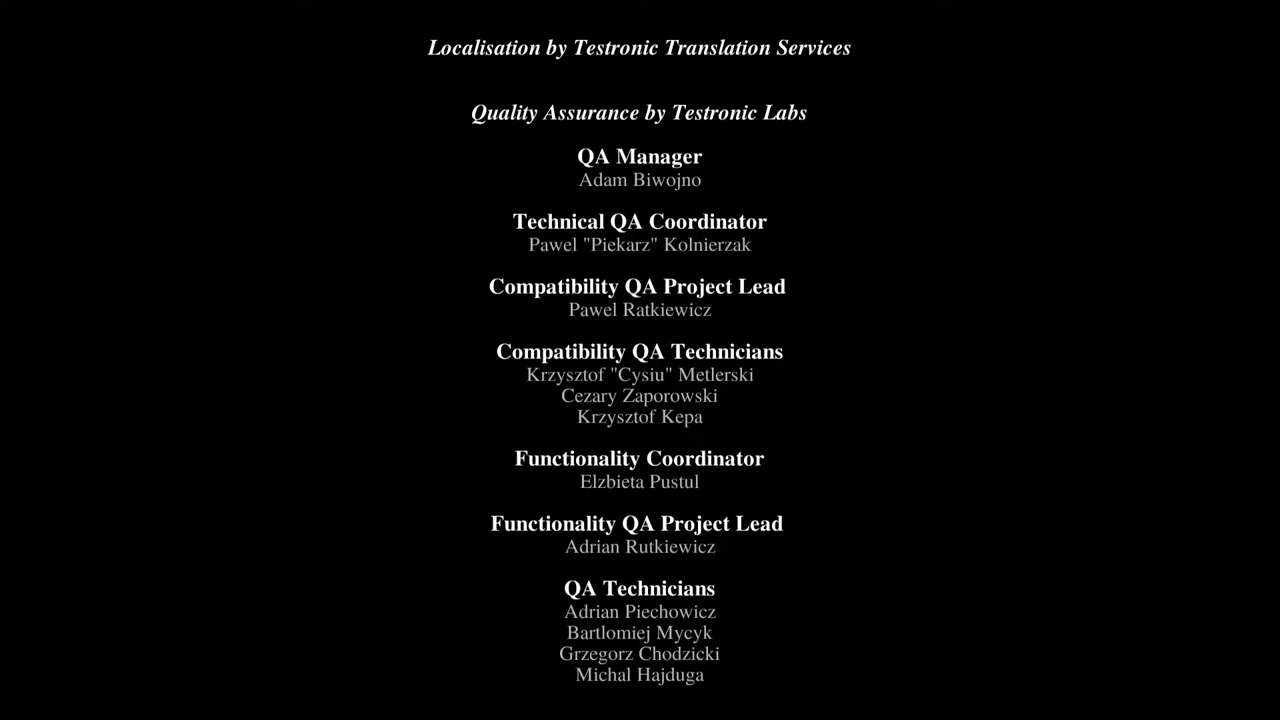 Localisation by Testronic Translation Services
Quality Assurance by Testronic Labs
QA Manager
Adam Biwojno
Technical QA Coordinator
Pawel "Piekarz" Kolnierzak
Compatibility QA Project Lead
Pawel Ratkiewicz
Compatibility QA Technicians
Krzysztof "Cysiu" Metlerski
Cezary Zaporowski
Krzysztof Kepa
Functionality Coordinator
Elzbieta Pustul
Functionality QA Project Lead
Adrian Rutkiewicz
QA Technicians
Adrian Piechowicz
Bartlomiej Mycyk
Grzegorz Chodzicki
Michal Hajduga